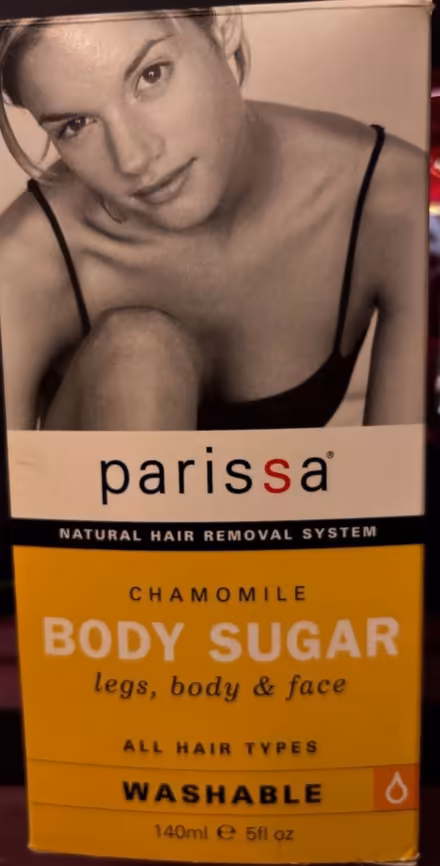 parissa®
NATURAL HAIR REMOVAL SYSTEM
CHAMOMILE
BODY SUGAR
legs, body & face
ALL HAIR TYPES
WASHABLE
140ml ℮ 5fl oz